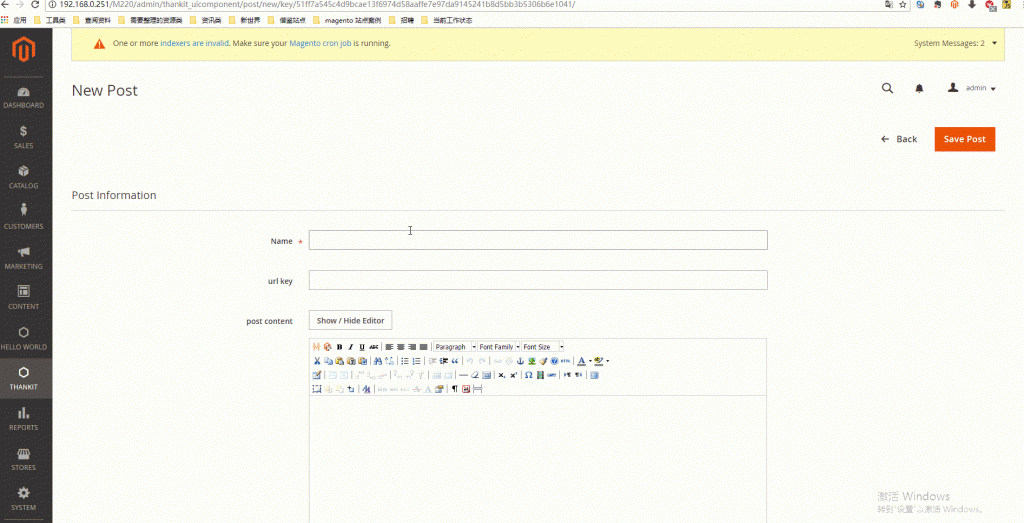 192.168.0.251/M220/admin/thankit_uicomponent/post/new/key/51ff7a545c4d9bcae13f6974d58aaffe7e97da9145241b8d5bb3b5306b6e1041/
应用 工具类 查阅资料 需要整理的资源类 资讯类 新世界 借鉴站点 magento 站点案例 招聘 当前工作状态
One or more indexers are invalid. Make sure your Magento cron job is running.
System Messages: 2
New Post
admin
Back
Save Post
DASHBOARD
SALES
CATALOG
CUSTOMERS
MARKETING
CONTENT
HELLO WORLD
THANKIT
REPORTS
STORES
SYSTEM
Post Information
Name *
url key
post content
Show / Hide Editor
B I U ABC Paragraph Font Family Font Size
HTML A
激活 Windows
转到"设置"以激活 Windows。